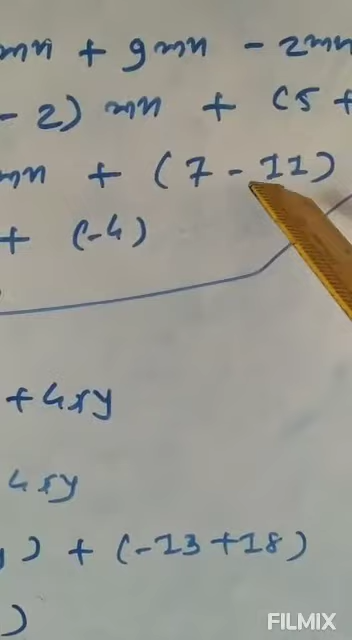 mn + 9mn - 2mn
- 2) mn + (5 +
mn + (7 - 11)
+ (-4)
+ 4xy
4xy
) + (-13 + 18)
)
FILMIX